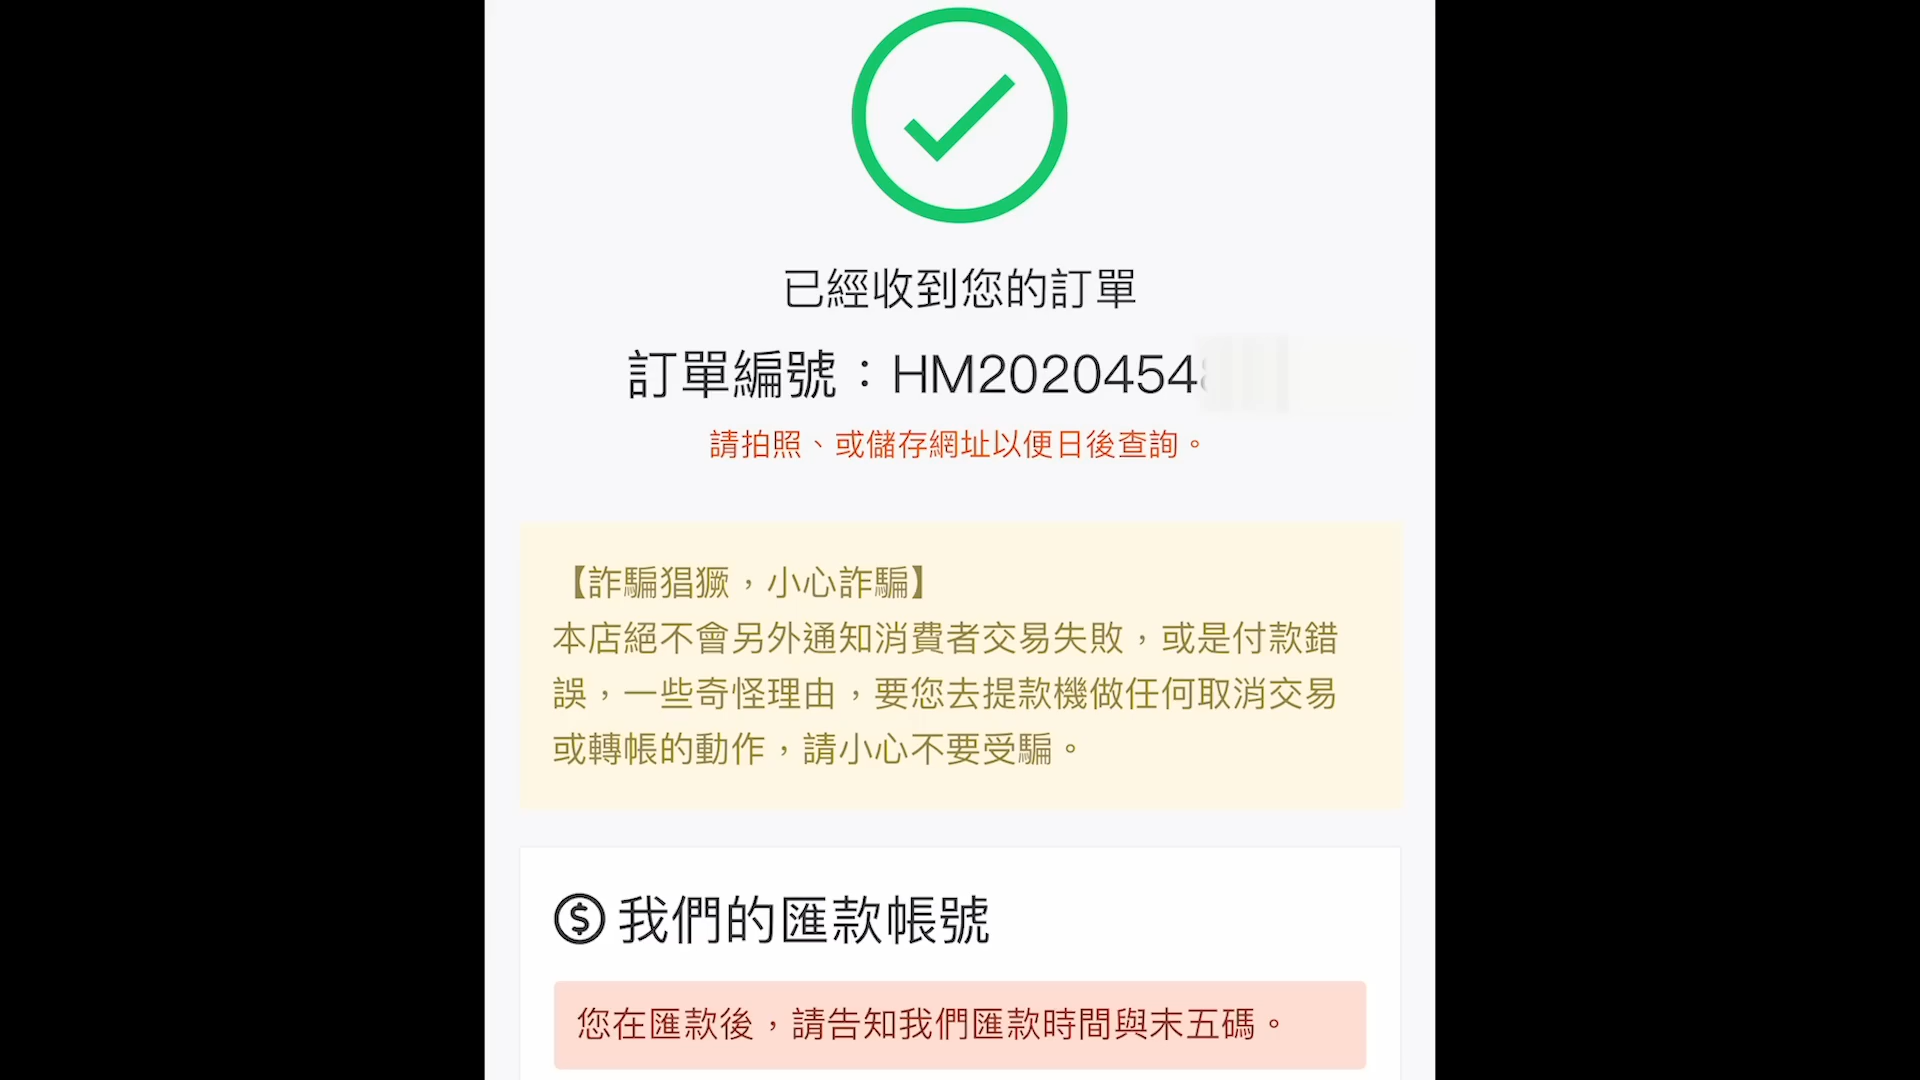 已經收到您的訂單
訂單編號：HM2020454
請拍照、或儲存網址以便日後查詢。
【詐騙猖獗，小心詐騙】
本店絕不會另外通知消費者交易失敗，或是付款錯
誤，一些奇怪理由，要您去提款機做任何取消交易
或轉帳的動作，請小心不要受騙。
我們的匯款帳號
您在匯款後，請告知我們匯款時間與末五碼。